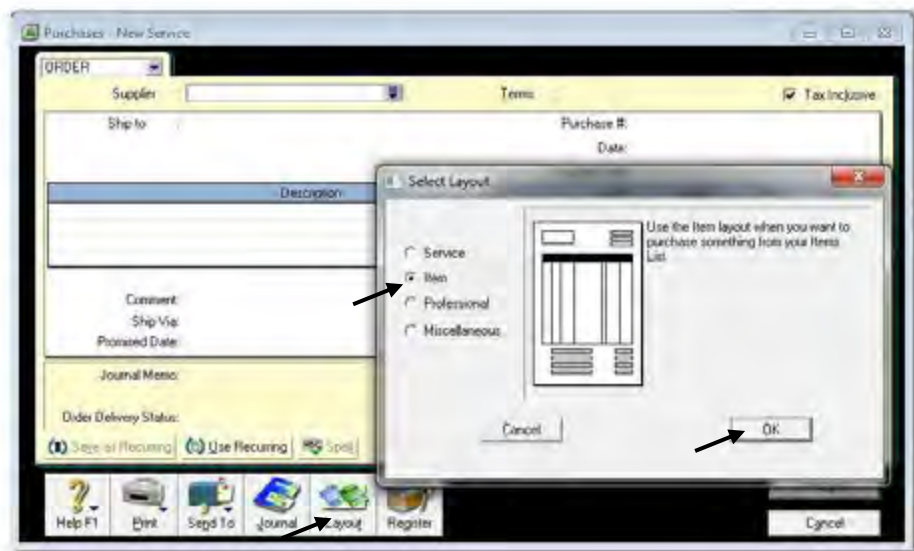 Purchases - New Service
ORDER
Supplier
Terms
Tax Inclusive
Ship to
Purchase #:
Date:
Select Layout
Description
Service
Item
Professional
Miscellaneous
Use the Item layout when you want to
purchase something from your Items
List.
Comment:
Ship Via:
Promised Date:
Journal Memo:
Order Delivery Status:
Cancel
OK
Save as Recurring
Use Recurring
Spell
Help F1
Print
Send To
Journal
Layout
Register
Cancel